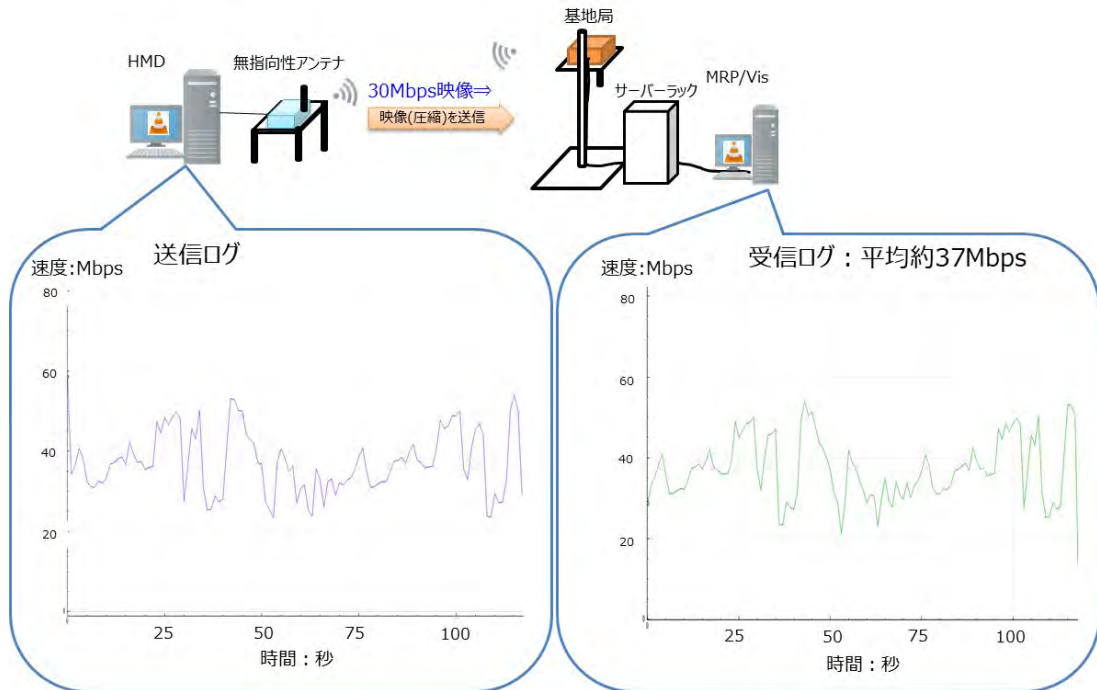 基地局
HMD
無指向性アンテナ
30Mbps映像⇒
映像(圧縮)を送信
サーバーラック
MRP/Vis
送信ログ
速度:Mbps
80
60
40
20
25
50
75
100
時間：秒
受信ログ：平均約37Mbps
速度:Mbps
80
60
40
20
25
50
75
100
時間：秒